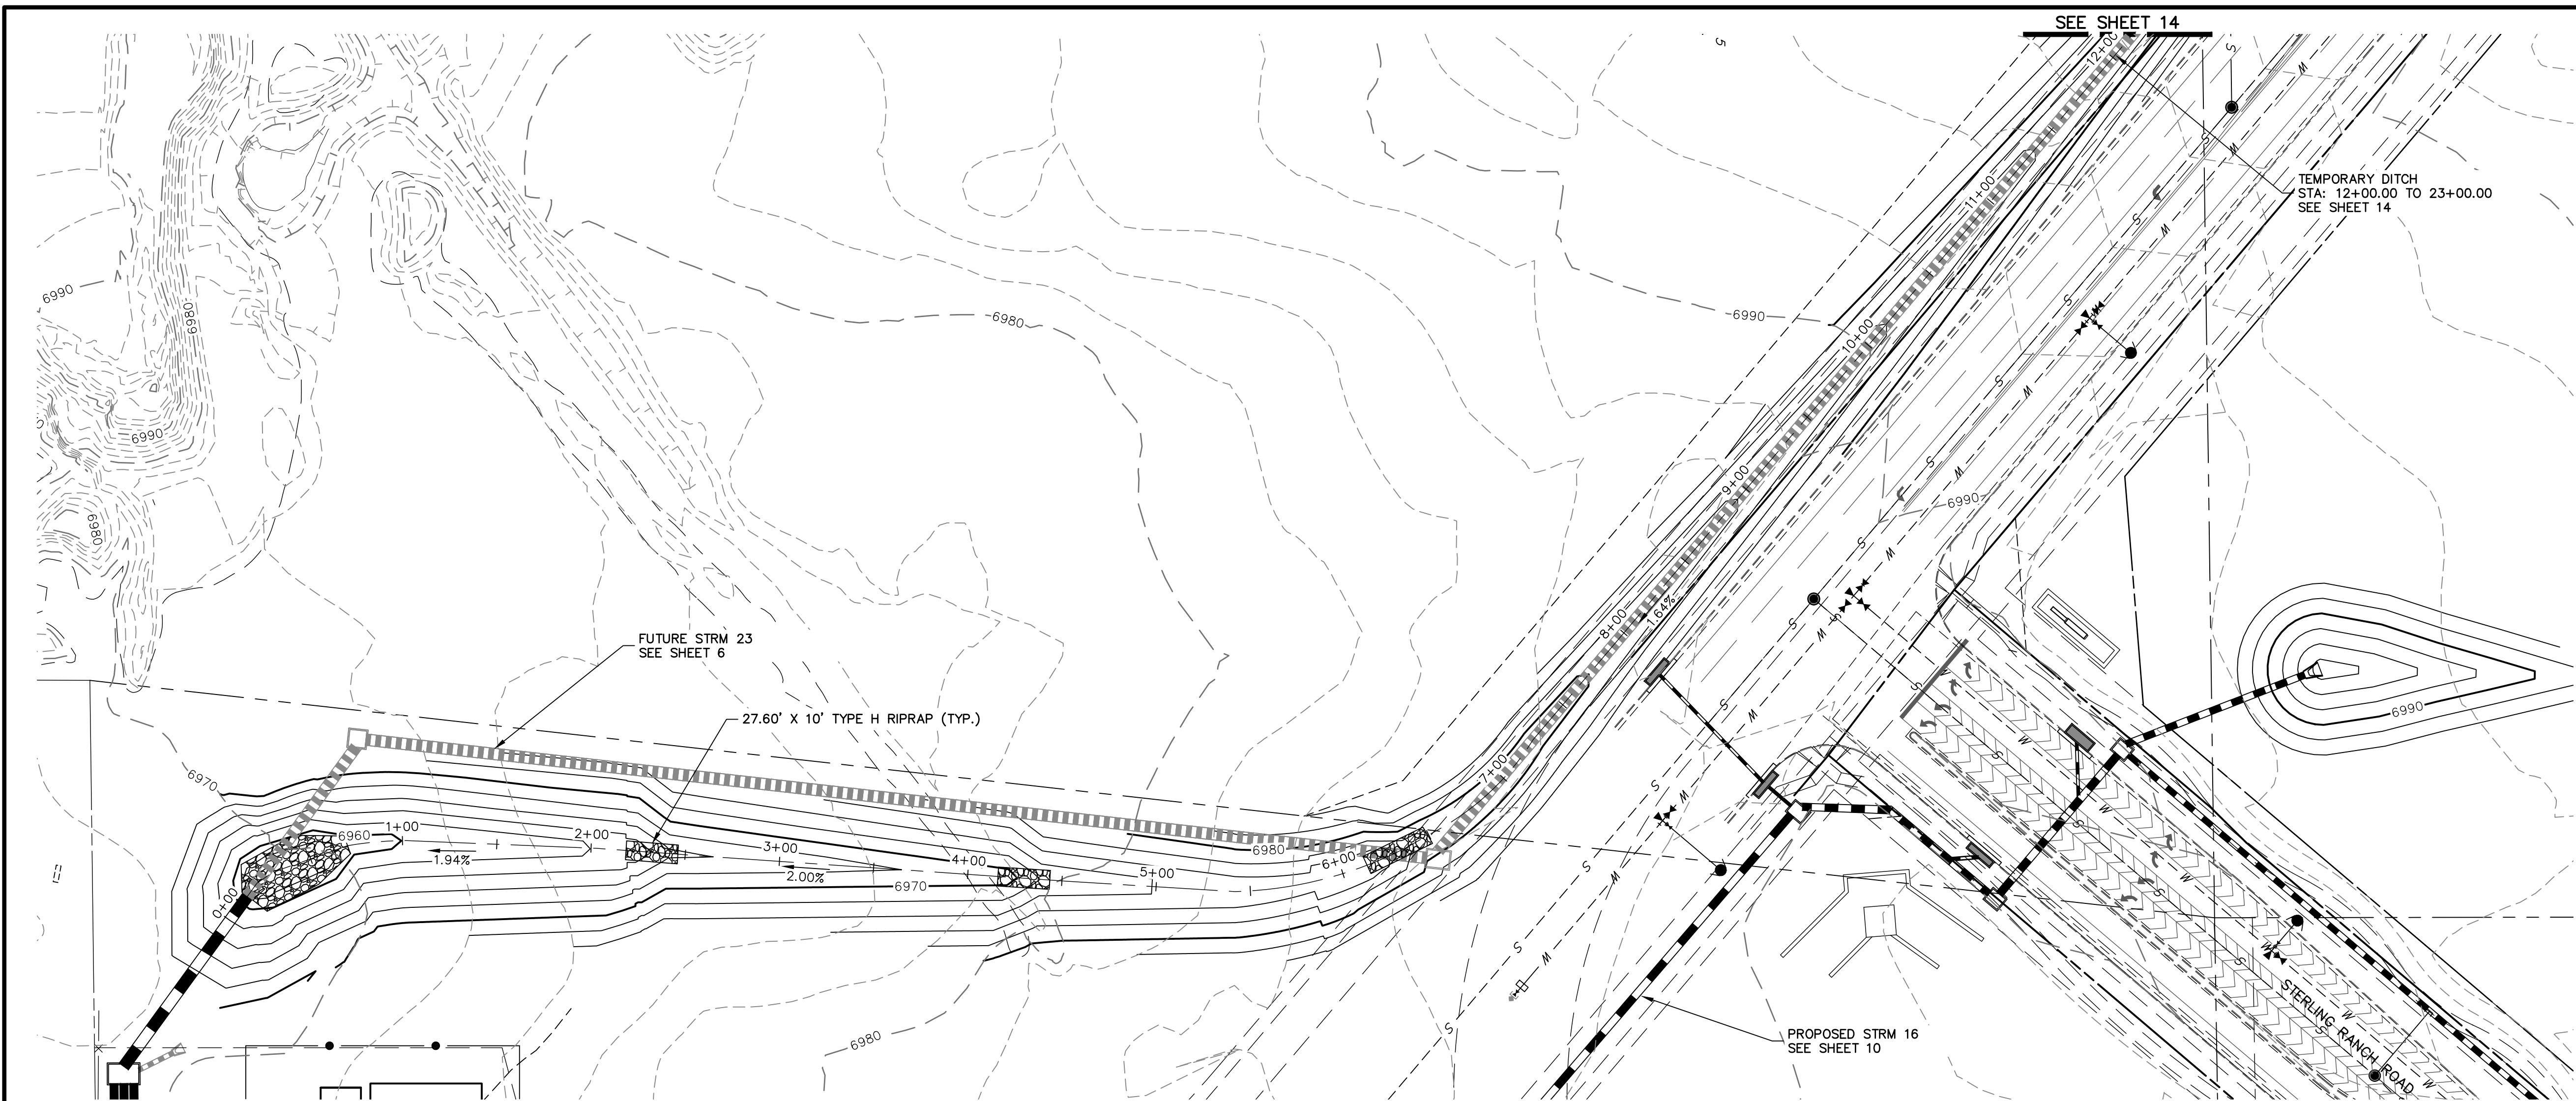 SEE SHEET 14
S
S
12+00
W
TEMPORARY DITCH
STA: 12+00.00 TO 23+00.00
SEE SHEET 14
11+00
6990
6980
6980
6990
10+00
6990
9+00
6990
6980
8+00
1.64%
FUTURE STRM 23
SEE SHEET 6
27.60' X 10' TYPE H RIPRAP (TYP.)
7+00
6970
6990
6960
1+00
2+00
3+00
4+00
5+00
6+00
6980
1.94%
2.00%
6970
0+00
6980
PROPOSED STRM 16
SEE SHEET 10
STERLING RANCH ROAD